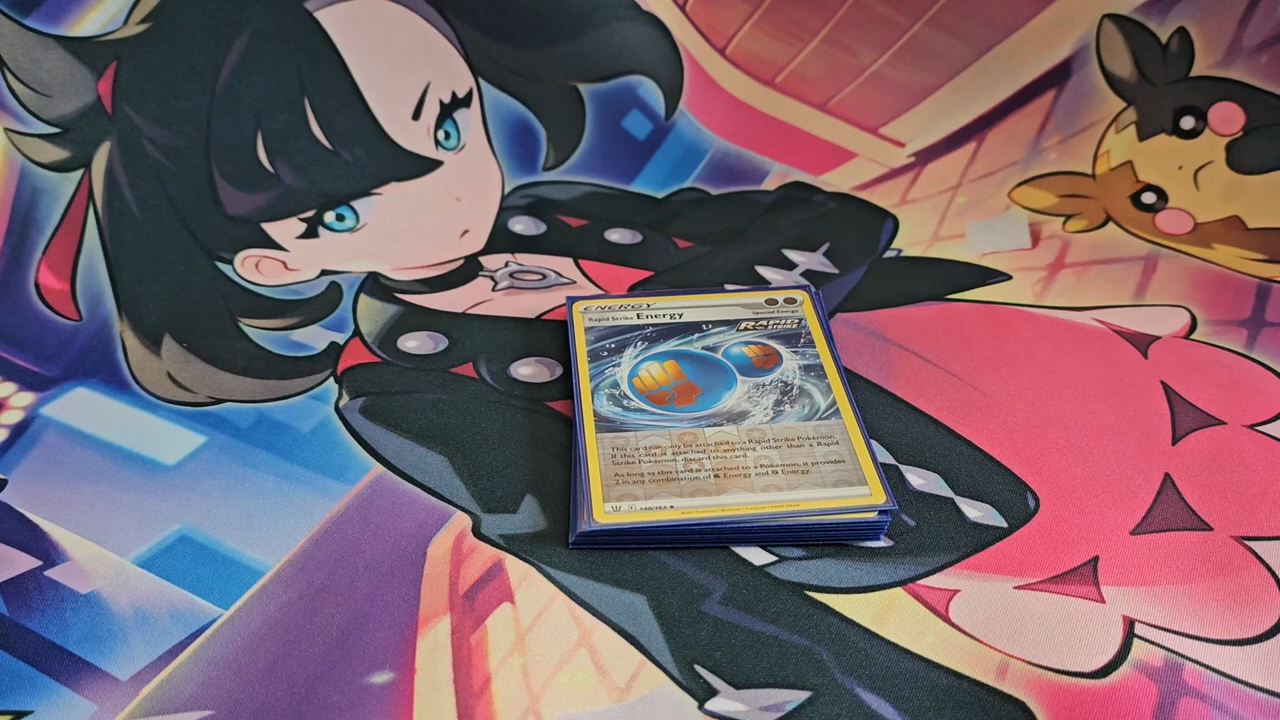 ENERGY
Rapid Strike Energy
Special Energy
RAPID STRIKE
This card can only be attached to a Rapid Strike Pokémon.
If this card is attached to anything other than a Rapid
Strike Pokémon, discard this card.
As long as this card is attached to a Pokémon, it provides
2 in any combination of Energy and Energy.
140/163